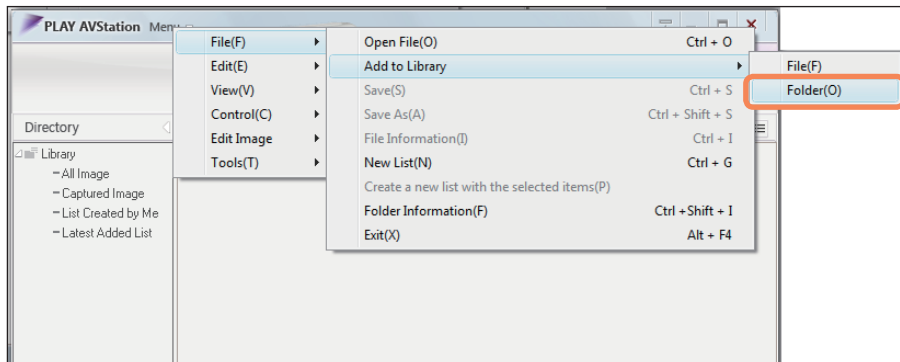 PLAY AVStation Menu
File(F)
Edit(E)
View(V)
Control(C)
Edit Image
Tools(T)
Open File(O) Ctrl + O
Add to Library
Save(S) Ctrl + S
Save As(A) Ctrl + Shift + S
File Information(I) Ctrl + I
New List(N) Ctrl + G
Create a new list with the selected items(P)
Folder Information(F) Ctrl +Shift + I
Exit(X) Alt + F4
File(F)
Folder(O)
Directory
Library
All Image
Captured Image
List Created by Me
Latest Added List